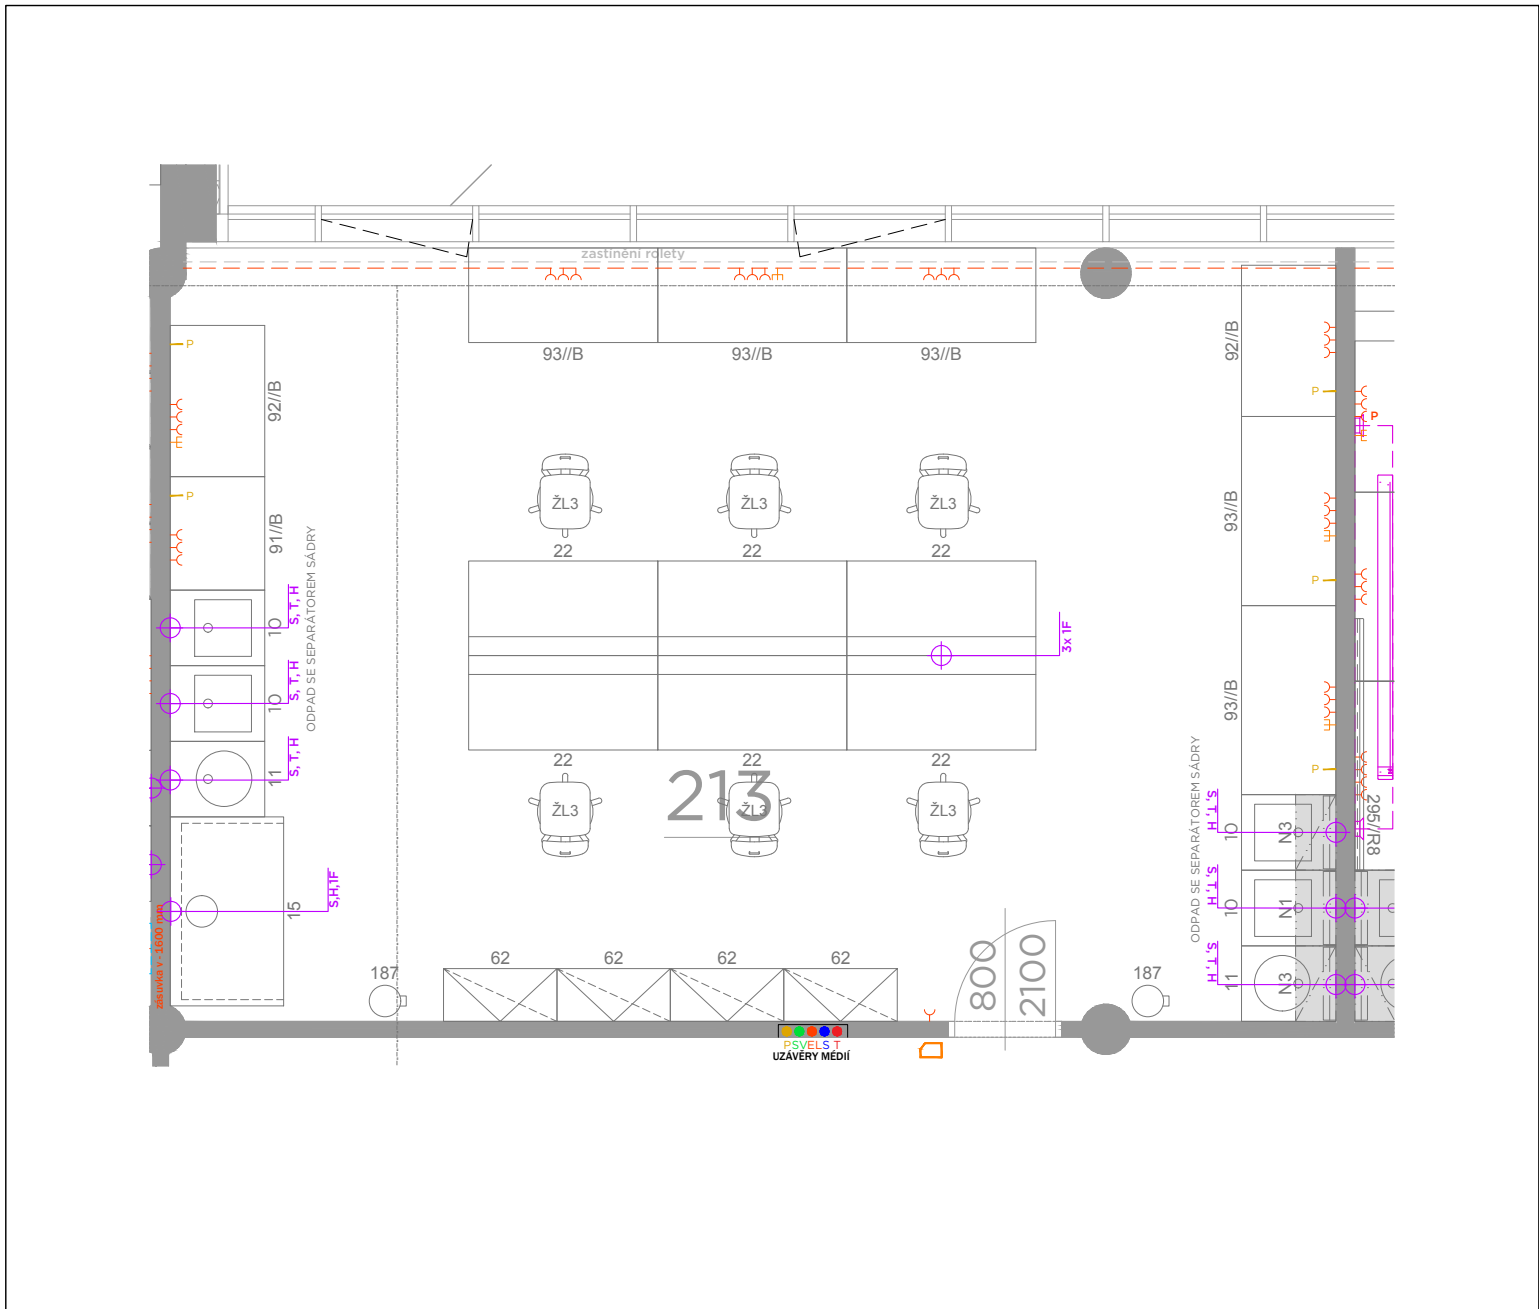 zastínění rolety
93//B
93//B
93//B
P
92//B
P
91//B
ODPAD SE SEPARÁTOREM SÁDRY
S, T, H
10
S, T, H
10
S, T, H
11
S,H,1F
15
zásuvka v - 1600 mm
ŽL3
ŽL3
ŽL3
22
22
22
3x 1F
22
22
22
213
ŽL3
ŽL3
ŽL3
92//B
P
93//B
P
93//B
P
P
ODPAD SE SEPARÁTOREM SÁDRY
S, T, H
10
N3
295//R8
S, T, H
10
N1
S, T, H
11
N3
187
62
62
62
62
800
2100
187
PSVELS T
UZÁVĚRY MÉDIÍ